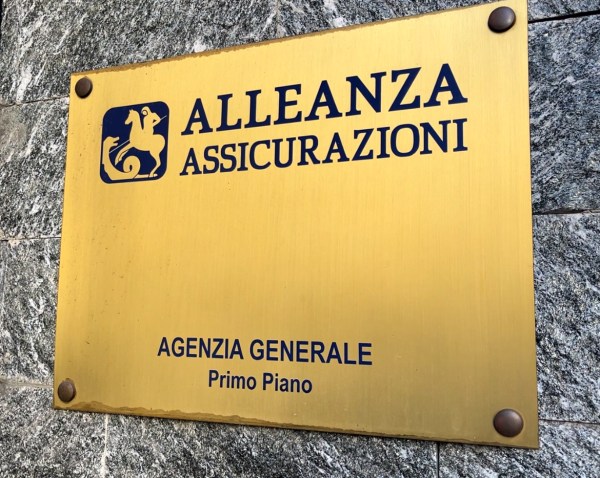 ALLEANZA
ASSICURAZIONI
AGENZIA GENERALE
Primo Piano